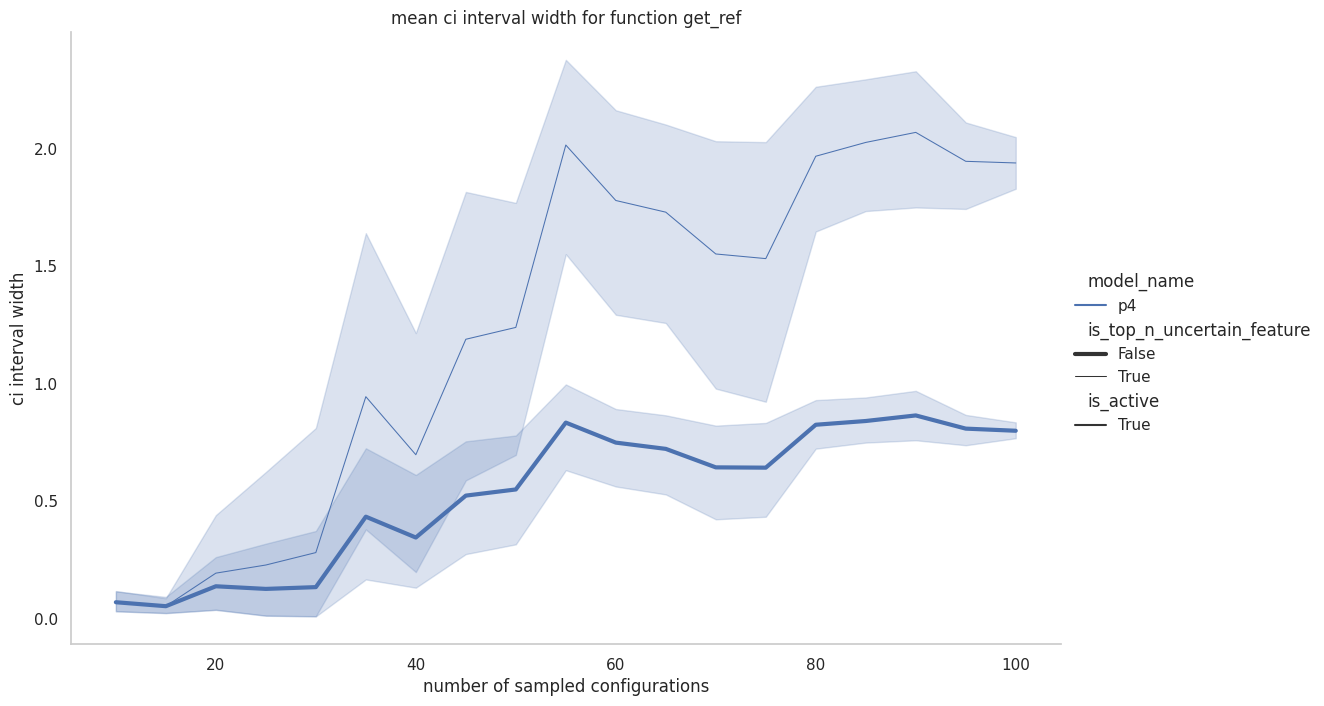 mean ci interval width for function get_ref
ci interval width
2.0
1.5
1.0
0.5
0.0
20
40
60
80
100
number of sampled configurations
model_name
p4
is_top_n_uncertain_feature
False
True
is_active
True